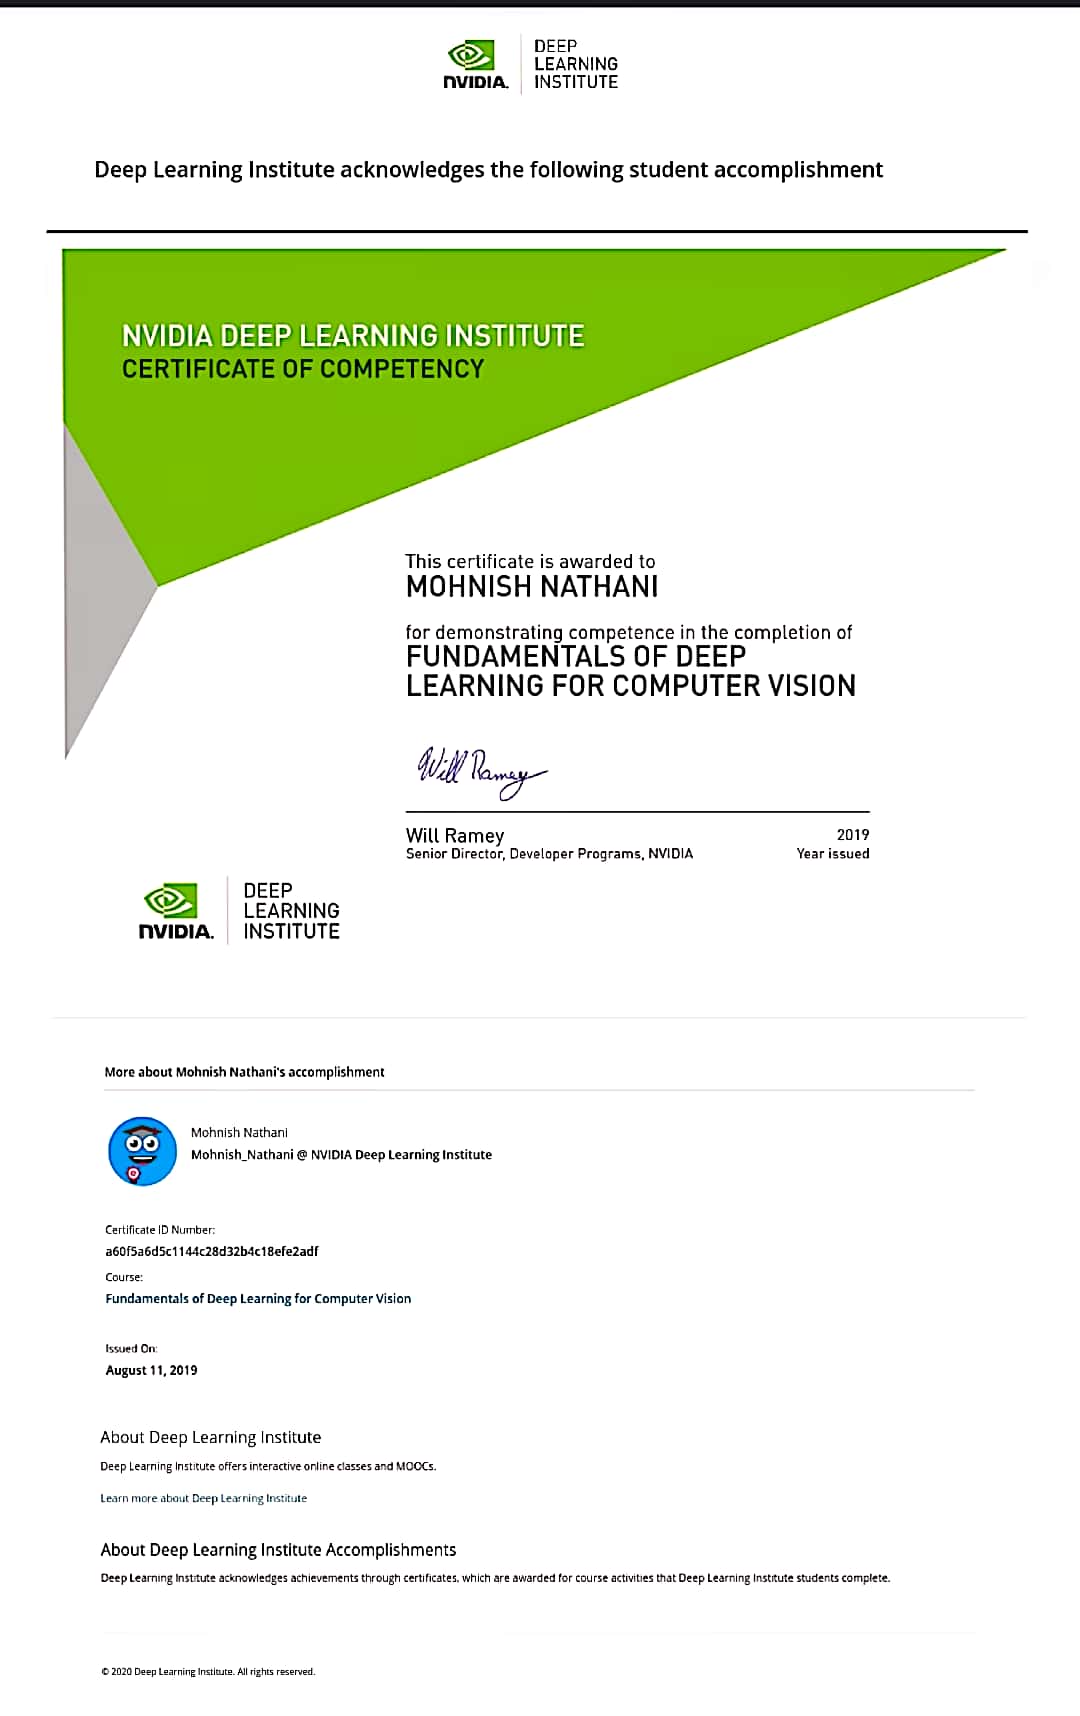 NVIDIA.
DEEP
LEARNING
INSTITUTE
Deep Learning Institute acknowledges the following student accomplishment
NVIDIA DEEP LEARNING INSTITUTE
CERTIFICATE OF COMPETENCY
This certificate is awarded to
MOHNISH NATHANI
for demonstrating competence in the completion of
FUNDAMENTALS OF DEEP
LEARNING FOR COMPUTER VISION
Will Ramey
Will Ramey
2019
Senior Director, Developer Programs, NVIDIA
Year issued
NVIDIA.
DEEP
LEARNING
INSTITUTE
More about Mohnish Nathani's accomplishment
Mohnish Nathani
Mohnish_Nathani @ NVIDIA Deep Learning Institute
Certificate ID Number:
a60f5a6d5c1144c28d32b4c18efe2adf
Course:
Fundamentals of Deep Learning for Computer Vision
Issued On:
August 11, 2019
About Deep Learning Institute
Deep Learning Institute offers interactive online classes and MOOCs.
Learn more about Deep Learning Institute
About Deep Learning Institute Accomplishments
Deep Learning Institute acknowledges achievements through certificates, which are awarded for course activities that Deep Learning Institute students complete.
© 2020 Deep Learning Institute. All rights reserved.